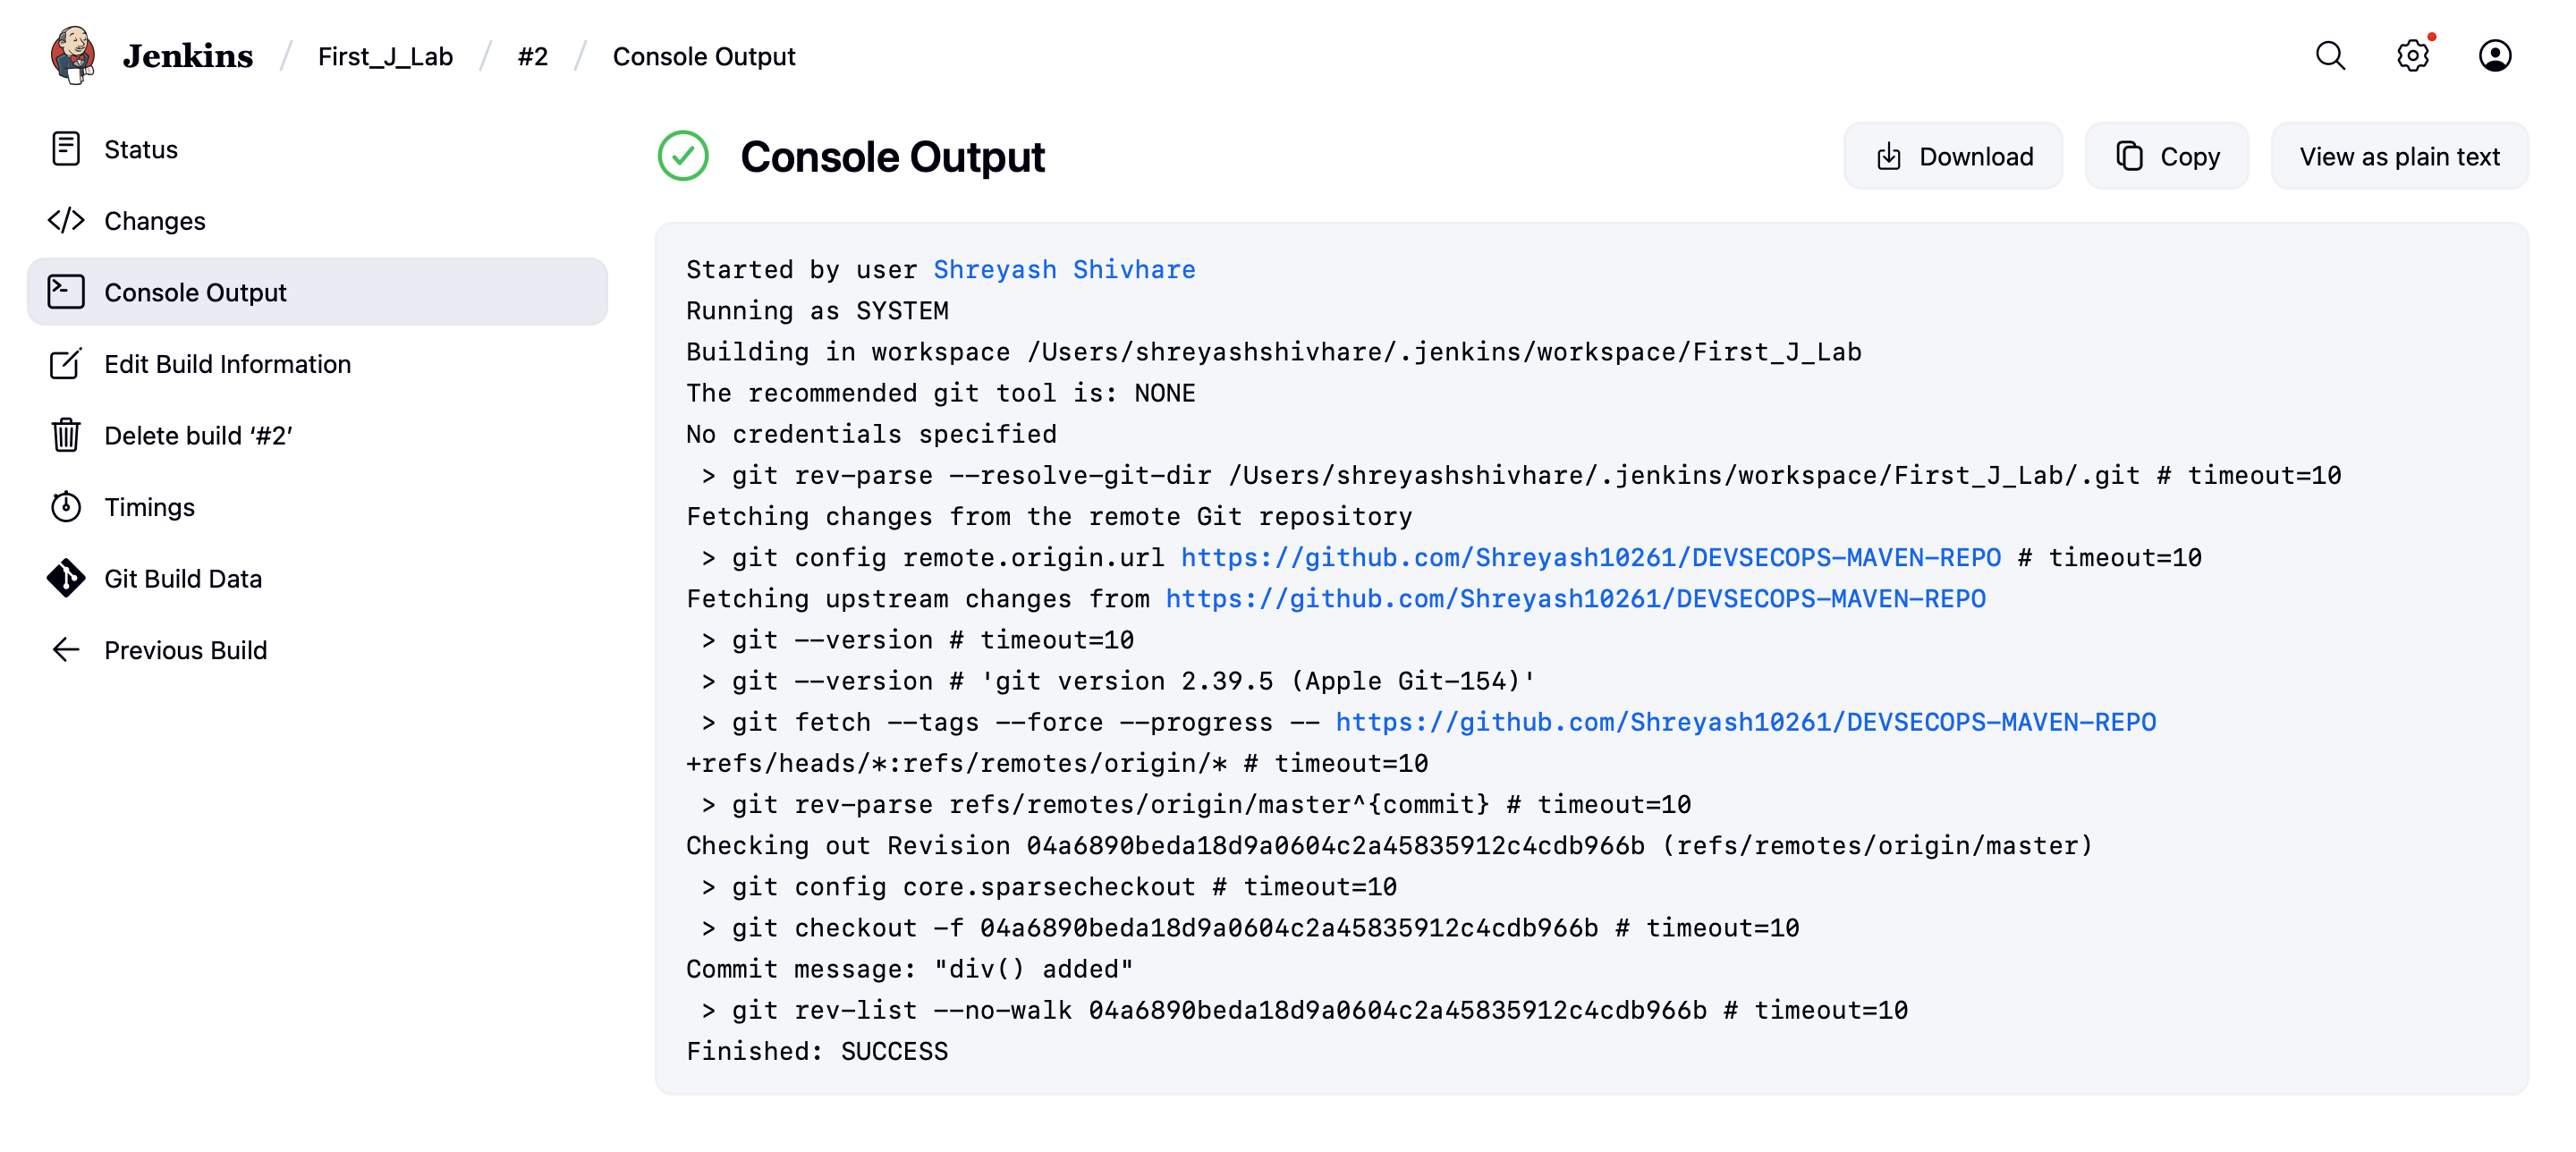 Jenkins / First_J_Lab / #2 / Console Output
Status
Changes
Console Output
Edit Build Information
Delete build ‘#2’
Timings
Git Build Data
Previous Build
Console Output
Download
Copy
View as plain text
Started by user Shreyash Shivhare
Running as SYSTEM
Building in workspace /Users/shreyashshivhare/.jenkins/workspace/First_J_Lab
The recommended git tool is: NONE
No credentials specified
 > git rev-parse --resolve-git-dir /Users/shreyashshivhare/.jenkins/workspace/First_J_Lab/.git # timeout=10
Fetching changes from the remote Git repository
 > git config remote.origin.url https://github.com/Shreyash10261/DEVSECOPS-MAVEN-REPO # timeout=10
Fetching upstream changes from https://github.com/Shreyash10261/DEVSECOPS-MAVEN-REPO
 > git --version # timeout=10
 > git --version # 'git version 2.39.5 (Apple Git-154)'
 > git fetch --tags --force --progress -- https://github.com/Shreyash10261/DEVSECOPS-MAVEN-REPO
+refs/heads/*:refs/remotes/origin/* # timeout=10
 > git rev-parse refs/remotes/origin/master^{commit} # timeout=10
Checking out Revision 04a6890beda18d9a0604c2a45835912c4cdb966b (refs/remotes/origin/master)
 > git config core.sparsecheckout # timeout=10
 > git checkout -f 04a6890beda18d9a0604c2a45835912c4cdb966b # timeout=10
Commit message: "div() added"
 > git rev-list --no-walk 04a6890beda18d9a0604c2a45835912c4cdb966b # timeout=10
Finished: SUCCESS